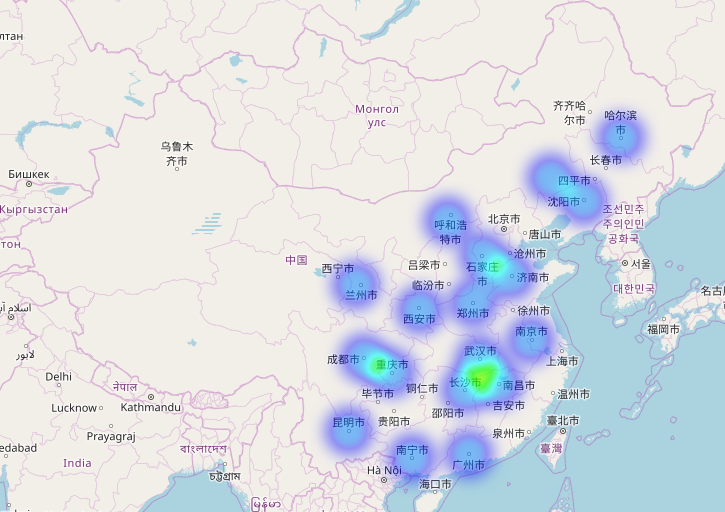 лтан
Монгол
улс
齐齐哈
尔市
哈尔滨
市
乌鲁木
齐市
长春市
Бишкек
四平市
沈阳市
Кыргызстан
조선민주
주의인민
공화국
呼和浩
特市
北京市
唐山市
тон
中国
沧州市
서울
西宁市
吕梁市
石家庄
市
济南市
兰州市
临汾市
대한민국
名古屋
اسلام آباد
西安市
郑州市
徐州市
福岡市
南京市
لاہور
成都市
重庆市
武汉市
上海市
Delhi
नेपाल
毕节市
铜仁市
长沙市
南昌市
温州市
Lucknow
Kathmandu
邵阳市
吉安市
昆明市
贵阳市
臺北市
Prayagraj
泉州市
edabad
India
বাংলাদেশ
南宁市
广州市
臺灣
চট্টগ্রাম
Hà Nội
海口市
မြန်မာ